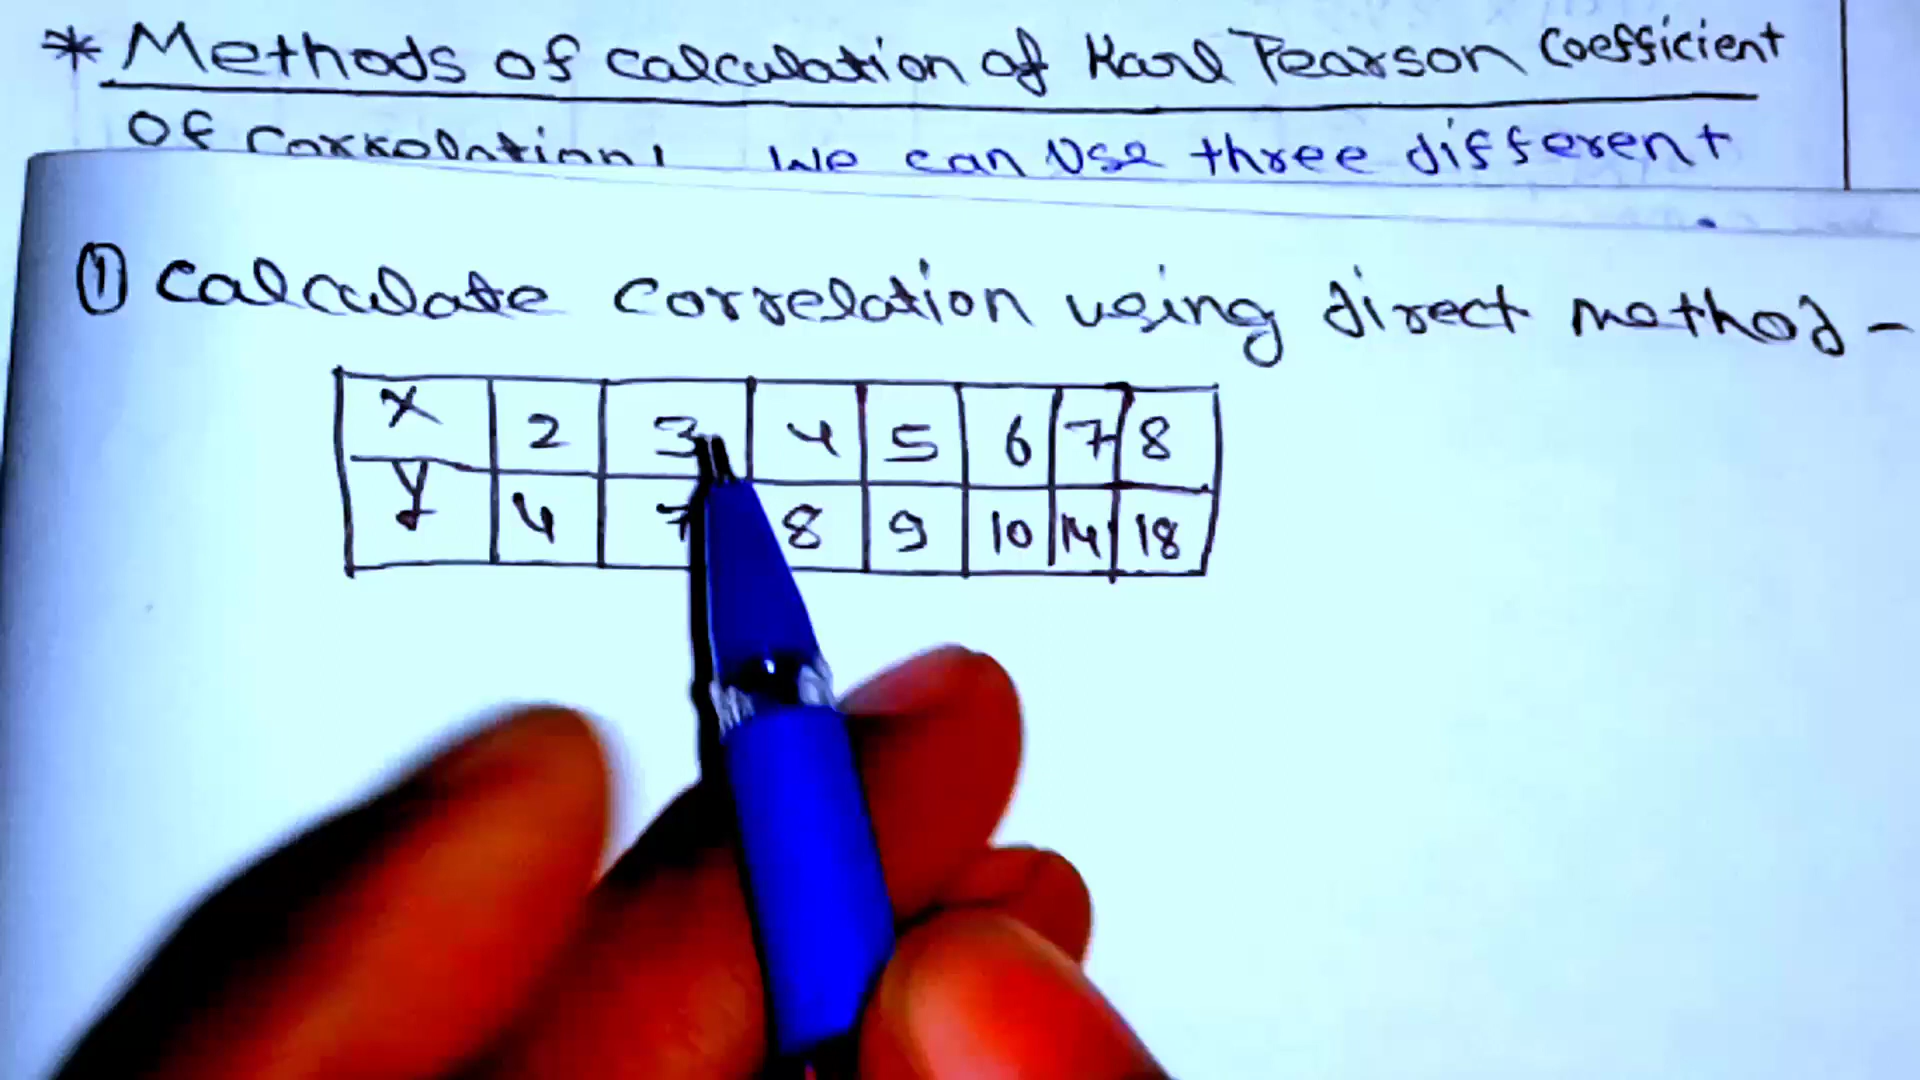 * Methods of calculation of Karl Pearson Coefficient
of Correlation: We can use three different
① Calculate correlation using direct method -
X 2 3 4 5 6 7 8
Y 4 7 8 9 10 14 18